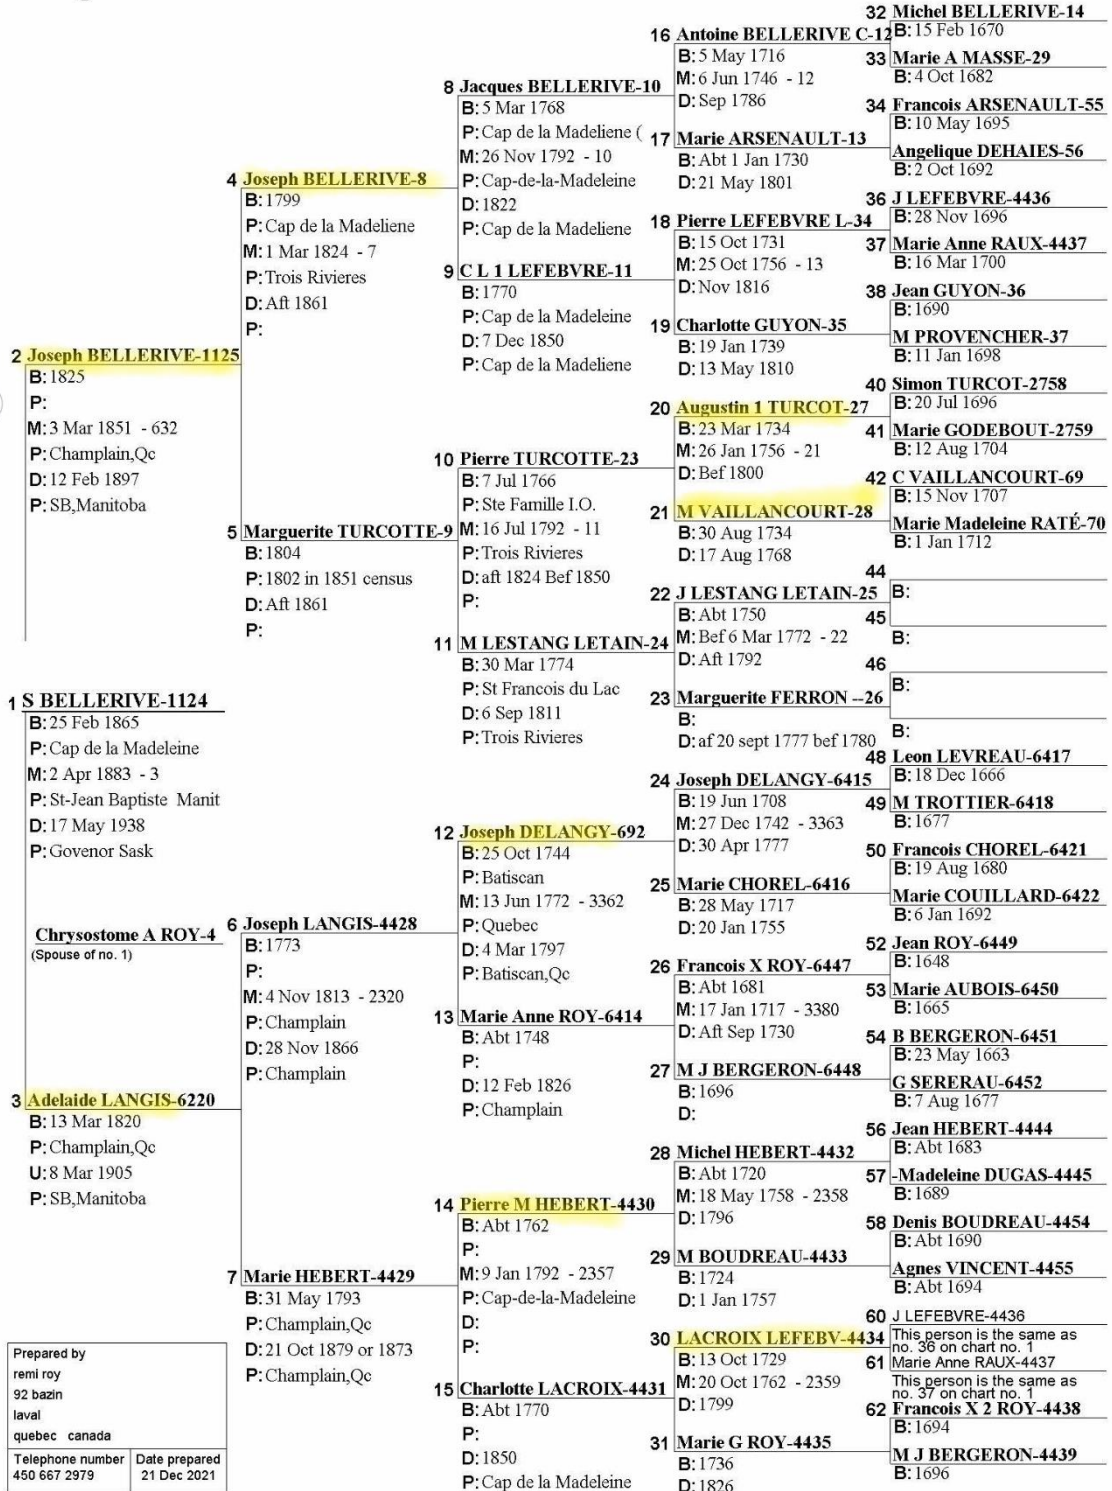 1 S BELLERIVE-1124
B: 25 Feb 1865
P: Cap de la Madeleine
M: 2 Apr 1883 - 3
P: St-Jean Baptiste Manit
D: 17 May 1938
P: Govenor Sask
Chrysostome A ROY-4
(Spouse of no. 1)
2 Joseph BELLERIVE-1125
B: 1825
P:
M: 3 Mar 1851 - 632
P: Champlain,Qc
D: 12 Feb 1897
P: SB,Manitoba
3 Adelaide LANGIS-6220
B: 13 Mar 1820
P: Champlain,Qc
U: 8 Mar 1905
P: SB,Manitoba
4 Joseph BELLERIVE-8
B: 1799
P: Cap de la Madeliene
M: 1 Mar 1824 - 7
P: Trois Rivieres
D: Aft 1861
P:
5 Marguerite TURCOTTE-9
B: 1804
P: 1802 in 1851 census
D: Aft 1861
P:
6 Joseph LANGIS-4428
B: 1773
P:
M: 4 Nov 1813 - 2320
P: Champlain
D: 28 Nov 1866
P: Champlain
7 Marie HEBERT-4429
B: 31 May 1793
P: Champlain,Qc
D: 21 Oct 1879 or 1873
P: Champlain,Qc
8 Jacques BELLERIVE-10
B: 5 Mar 1768
P: Cap de la Madeliene (
M: 26 Nov 1792 - 10
P: Cap-de-la-Madeleine
D: 1822
P: Cap de la Madeliene
9 C L 1 LEFEBVRE-11
B: 1770
P: Cap de la Madeleine
D: 7 Dec 1850
P: Cap de la Madeliene
10 Pierre TURCOTTE-23
B: 7 Jul 1766
P: Ste Famille I.O.
M: 16 Jul 1792 - 11
P: Trois Rivieres
D: aft 1824 Bef 1850
P:
11 M LESTANG LETAIN-24
B: 30 Mar 1774
P: St Francois du Lac
D: 6 Sep 1811
P: Trois Rivieres
12 Joseph DELANGY-692
B: 25 Oct 1744
P: Batiscan
M: 13 Jun 1772 - 3362
P: Quebec
D: 4 Mar 1797
P: Batiscan,Qc
13 Marie Anne ROY-6414
B: Abt 1748
P:
D: 12 Feb 1826
P: Champlain
14 Pierre M HEBERT-4430
B: Abt 1762
P:
M: 9 Jan 1792 - 2357
P: Cap-de-la-Madeleine
D:
P:
15 Charlotte LACROIX-4431
B: Abt 1770
P:
D: 1850
P: Cap de la Madeleine
16 Antoine BELLERIVE C-12
B: 5 May 1716
M: 6 Jun 1746 - 12
D: Sep 1786
17 Marie ARSENAULT-13
B: Abt 1 Jan 1730
D: 21 May 1801
18 Pierre LEFEBVRE L-34
B: 15 Oct 1731
M: 25 Oct 1756 - 13
D: Nov 1816
19 Charlotte GUYON-35
B: 19 Jan 1739
D: 13 May 1810
20 Augustin 1 TURCOT-27
B: 23 Mar 1734
M: 26 Jan 1756 - 21
D: Bef 1800
21 M VAILLANCOURT-28
B: 30 Aug 1734
D: 17 Aug 1768
22 J LESTANG LETAIN-25
B: Abt 1750
M: Bef 6 Mar 1772 - 22
D: Aft 1792
23 Marguerite FERRON --26
B:
D: af 20 sept 1777 bef 1780
24 Joseph DELANGY-6415
B: 19 Jun 1708
M: 27 Dec 1742 - 3363
D: 30 Apr 1777
25 Marie CHOREL-6416
B: 28 May 1717
D: 20 Jan 1755
26 Francois X ROY-6447
B: Abt 1681
M: 17 Jan 1717 - 3380
D: Aft Sep 1730
27 M J BERGERON-6448
B: 1696
D:
28 Michel HEBERT-4432
B: Abt 1720
M: 18 May 1758 - 2358
D: 1796
29 M BOUDREAU-4433
B: 1724
D: 1 Jan 1757
30 LACROIX LEFEBV-4434
B: 13 Oct 1729
M: 20 Oct 1762 - 2359
D: 1799
31 Marie G ROY-4435
B: 1736
D: 1826
32 Michel BELLERIVE-14
B: 15 Feb 1670
33 Marie A MASSE-29
B: 4 Oct 1682
34 Francois ARSENAULT-55
B: 10 May 1695
Angelique DEHAIES-56
B: 2 Oct 1692
36 J LEFEBVRE-4436
B: 28 Nov 1696
37 Marie Anne RAUX-4437
B: 16 Mar 1700
38 Jean GUYON-36
B: 1690
M PROVENCHER-37
B: 11 Jan 1698
40 Simon TURCOT-2758
B: 20 Jul 1696
41 Marie GODEBOUT-2759
B: 12 Aug 1704
42 C VAILLANCOURT-69
B: 15 Nov 1707
Marie Madeleine RATÉ-70
B: 1 Jan 1712
44
B:
45
B:
46
B:
B:
48 Leon LEVREAU-6417
B: 18 Dec 1666
49 M TROTTIER-6418
B: 1677
50 Francois CHOREL-6421
B: 19 Aug 1680
Marie COUILLARD-6422
B: 6 Jan 1692
52 Jean ROY-6449
B: 1648
53 Marie AUBOIS-6450
B: 1665
54 B BERGERON-6451
B: 23 May 1663
G SERERAU-6452
B: 7 Aug 1677
56 Jean HEBERT-4444
B: Abt 1683
57 -Madeleine DUGAS-4445
B: 1689
58 Denis BOUDREAU-4454
B: Abt 1690
Agnes VINCENT-4455
B: Abt 1694
60 J LEFEBVRE-4436
This person is the same as
no. 36 on chart no. 1
61 Marie Anne RAUX-4437
This person is the same as
no. 37 on chart no. 1
62 Francois X 2 ROY-4438
B: 1694
M J BERGERON-4439
B: 1696
Prepared by
remi roy
92 bazin
laval
quebec canada
Telephone number
450 667 2979
Date prepared
21 Dec 2021